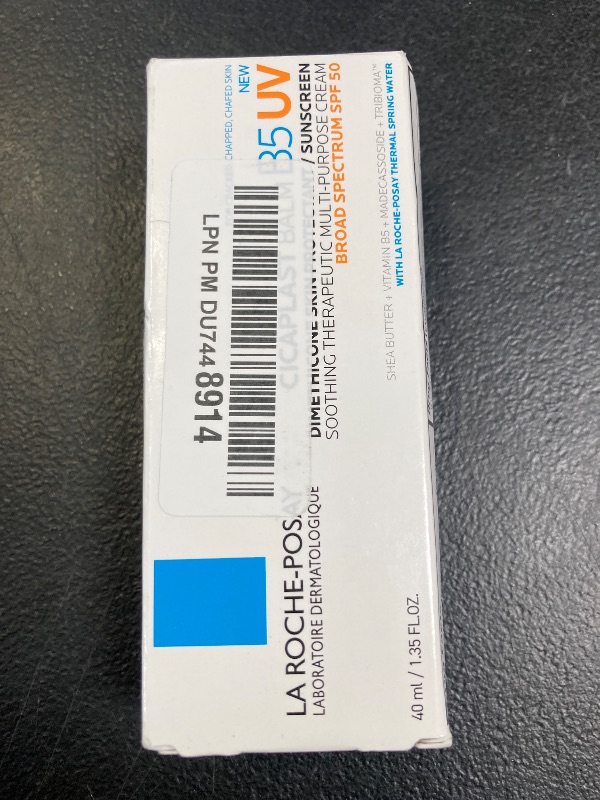 CHAPPED, CHAFED SKIN
NEW
CICAPLAST BALM B5 UV
DIMETHICONE SKIN PROTECTANT / SUNSCREEN
SOOTHING THERAPEUTIC MULTI-PURPOSE CREAM
BROAD SPECTRUM SPF 50
SHEA BUTTER + VITAMIN B5 + MADECASSOSIDE + TRIBIOMA™
WITH LA ROCHE-POSAY THERMAL SPRING WATER
LPN PM DU7448914
LA ROCHE-POSAY
LABORATOIRE DERMATOLOGIQUE
40 ml / 1.35 FL.OZ.